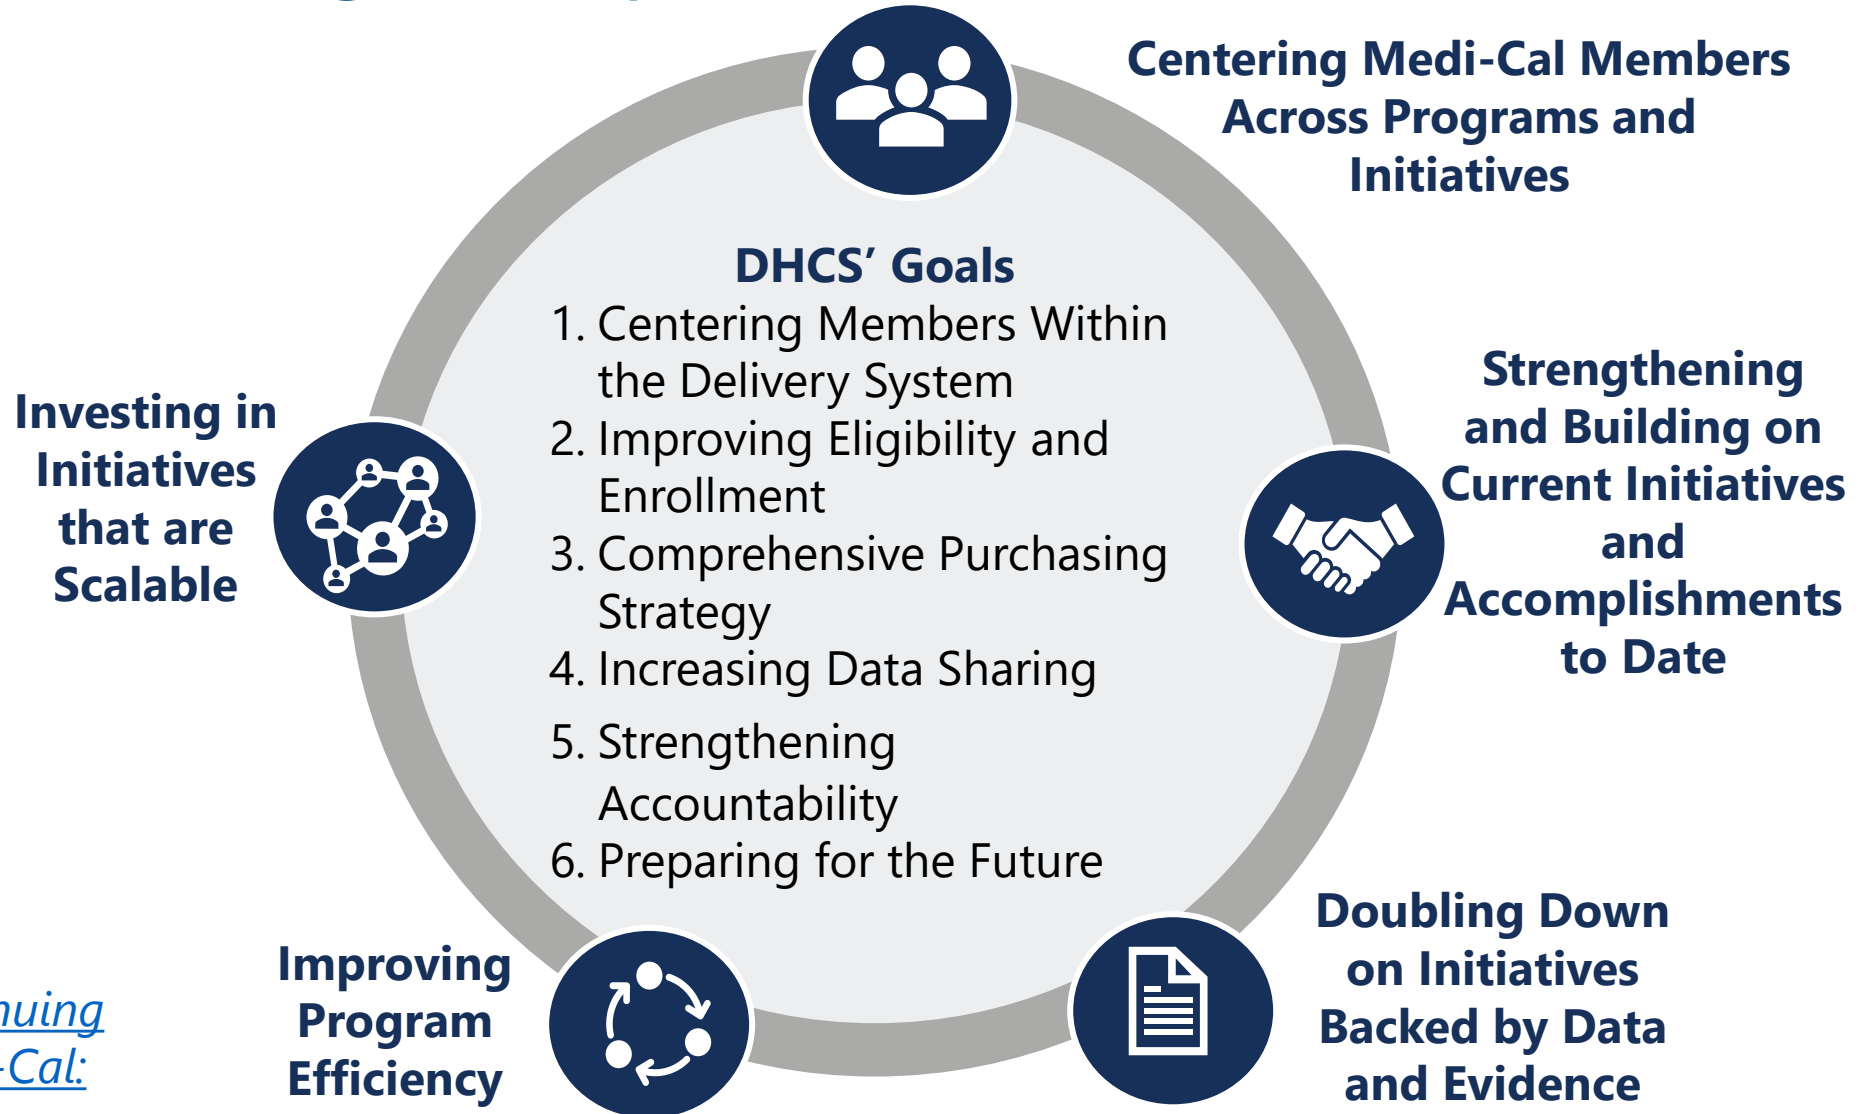 Centering Medi-Cal Members
Across Programs and
Initiatives
DHCS’ Goals
1. Centering Members Within
the Delivery System
2. Improving Eligibility and
Enrollment
3. Comprehensive Purchasing
Strategy
4. Increasing Data Sharing
5. Strengthening
Accountability
6. Preparing for the Future
Strengthening
and Building on
Current Initiatives
and
Accomplishments
to Date
Doubling Down
on Initiatives
Backed by Data
and Evidence
Improving
Program
Efficiency
Investing in
Initiatives
that are
Scalable
nuing
-Cal: